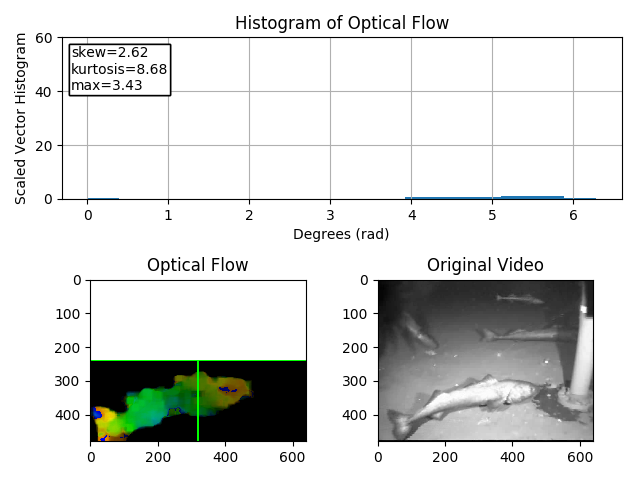 Histogram of Optical Flow
60
40
20
0
Scaled Vector Histogram
skew=2.62
kurtosis=8.68
max=3.43
0 1 2 3 4 5 6
Degrees (rad)
Optical Flow
0
100
200
300
400
0 200 400 600
Original Video
0
100
200
300
400
0 200 400 600